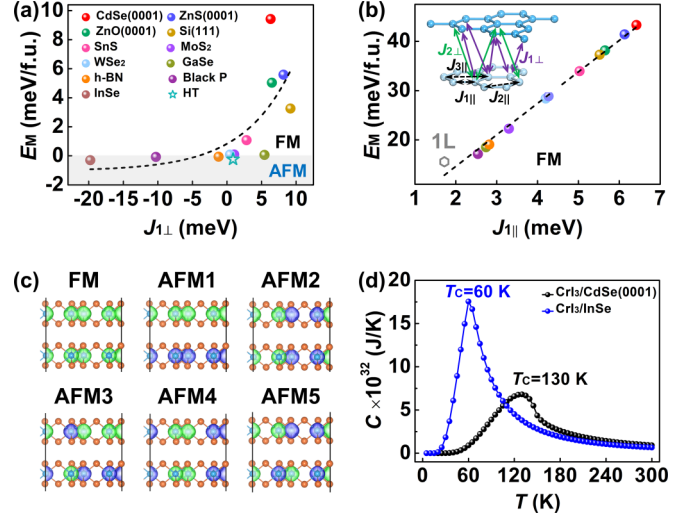 (a)
10
8
6
4
2
0
-2
E_M (meV/f.u.)
CdSe(0001)
ZnS(0001)
ZnO(0001)
Si(111)
SnS
MoS₂
WSe₂
GaSe
h-BN
Black P
InSe
HT
FM
AFM
-20
-15
-10
-5
0
5
10
J₁⊥ (meV)
(b)
40
30
20
E_M (meV/f.u.)
J₂⊥
J₁⊥
J₃||
J₁||
J₂||
1L
FM
1
2
3
4
5
6
7
J₁|| (meV)
(c)
FM
AFM1
AFM2
AFM3
AFM4
AFM5
(d)
17.5
15
10
5
0
C ×10³² (J/K)
T_C=60 K
CrI₃/CdSe(0001)
CrI₃/InSe
T_C=130 K
0
60
120
180
240
300
T (K)